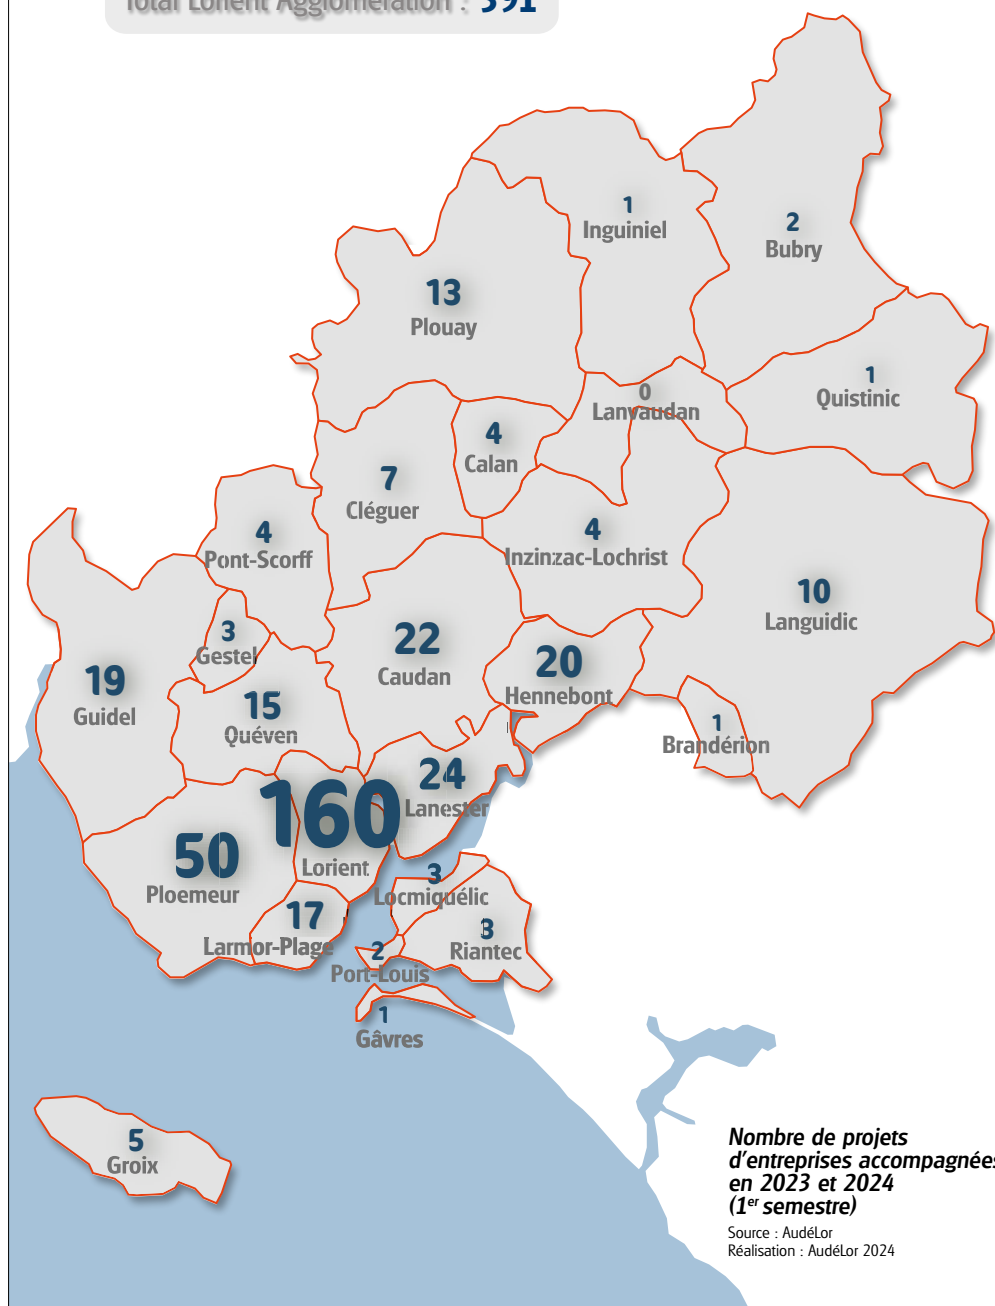 Total Lorient Agglomération : 391
1
Inguiniel
2
Bubry
13
Plouay
1
Quistinic
0
Lanvaudan
4
Calan
7
Cléguer
4
Pont-Scorff
4
Inzinzac-Lochrist
10
Languidic
3
Gestel
22
Caudan
20
Hennebont
19
Guidel
15
Quéven
1
Brandérion
24
Lanester
160
Lorient
50
Ploemeur
3
Locmiquélic
17
Larmor-Plage
3
Riantec
2
Port-Louis
1
Gâvres
5
Groix
Nombre de projets
d'entreprises accompagnées
en 2023 et 2024
(1er semestre)
Source : AudéLor
Réalisation : AudéLor 2024